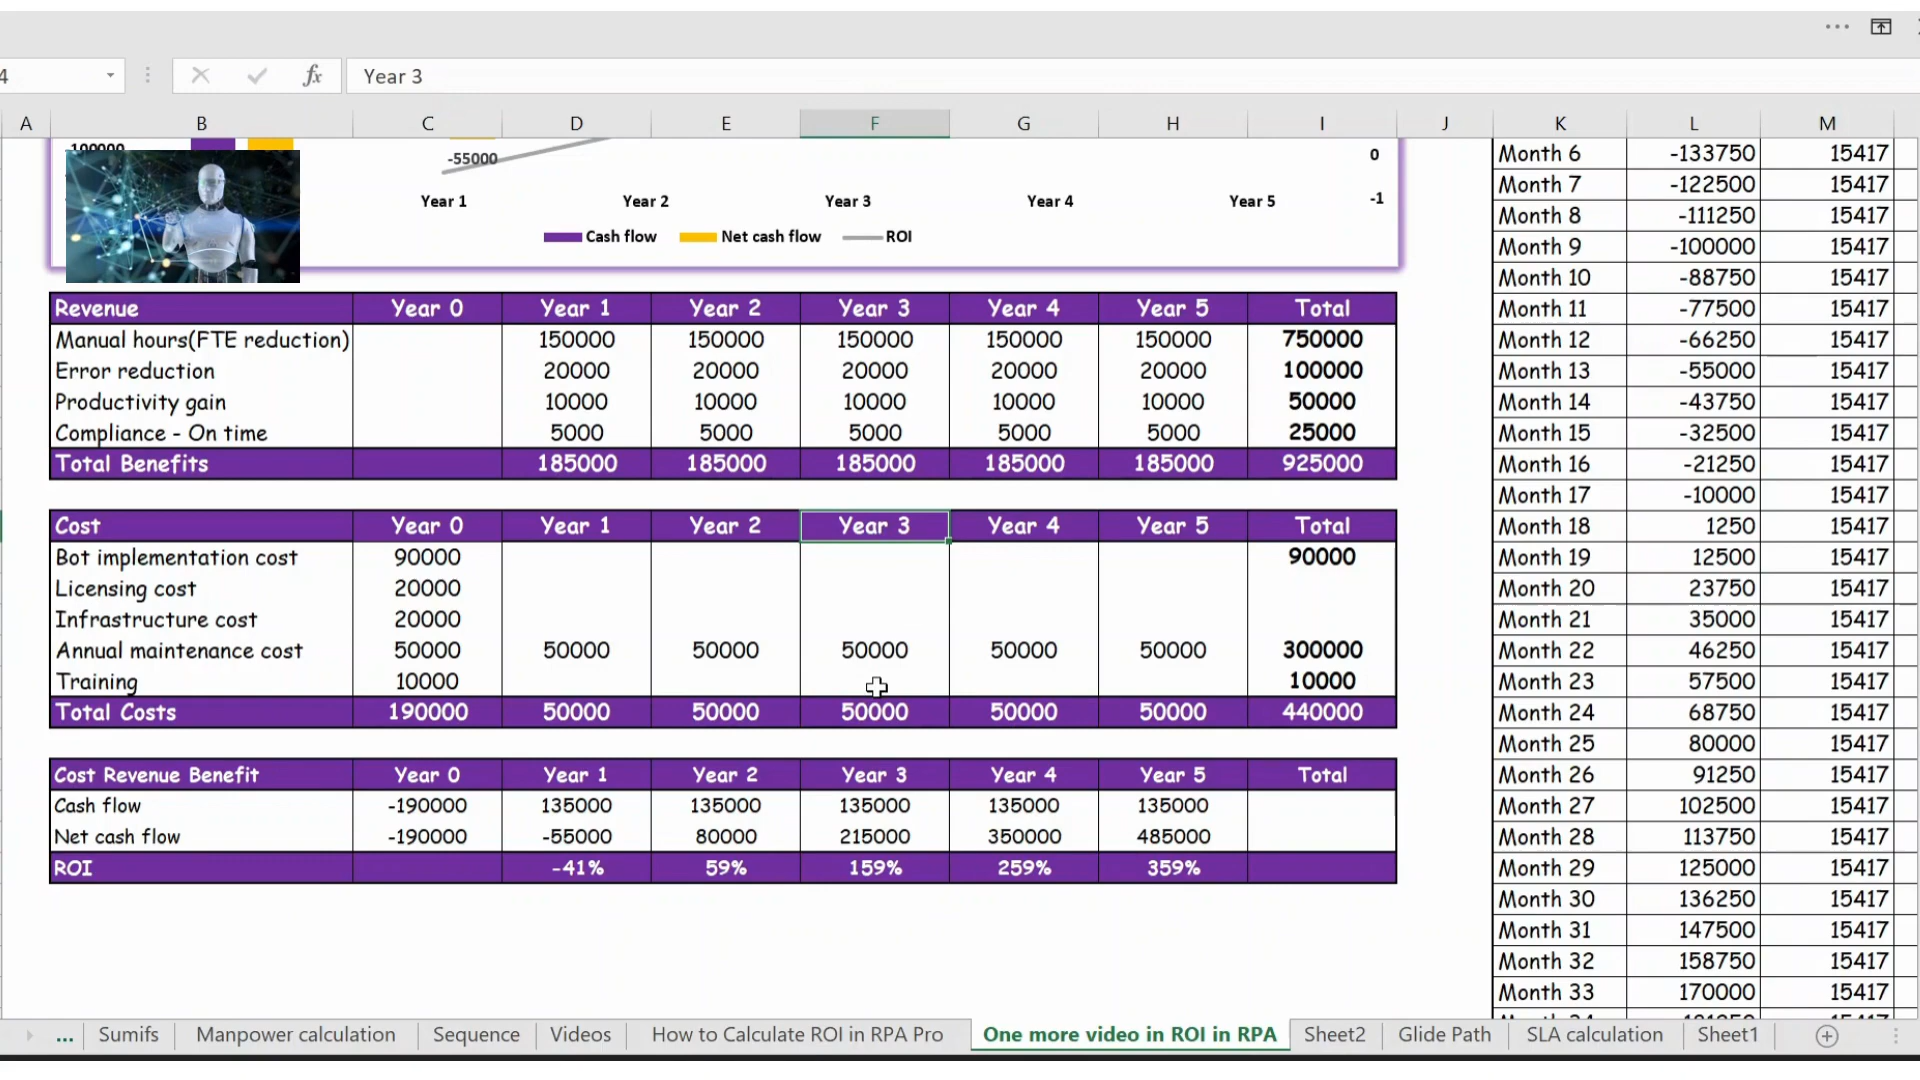 4 Year 3
A B C D E F G H I J K L M
100000 -55000 0
Year 1 Year 2 Year 3 Year 4 Year 5 -1
Cash flow Net cash flow ROI
Revenue Year 0 Year 1 Year 2 Year 3 Year 4 Year 5 Total
Manual hours(FTE reduction) 150000 150000 150000 150000 150000 750000
Error reduction 20000 20000 20000 20000 20000 100000
Productivity gain 10000 10000 10000 10000 10000 50000
Compliance - On time 5000 5000 5000 5000 5000 25000
Total Benefits 185000 185000 185000 185000 185000 925000
Cost Year 0 Year 1 Year 2 Year 3 Year 4 Year 5 Total
Bot implementation cost 90000 90000
Licensing cost 20000
Infrastructure cost 20000
Annual maintenance cost 50000 50000 50000 50000 50000 50000 300000
Training 10000 10000
Total Costs 190000 50000 50000 50000 50000 50000 440000
Cost Revenue Benefit Year 0 Year 1 Year 2 Year 3 Year 4 Year 5 Total
Cash flow -190000 135000 135000 135000 135000 135000
Net cash flow -190000 -55000 80000 215000 350000 485000
ROI -41% 59% 159% 259% 359%
Month 6 -133750 15417
Month 7 -122500 15417
Month 8 -111250 15417
Month 9 -100000 15417
Month 10 -88750 15417
Month 11 -77500 15417
Month 12 -66250 15417
Month 13 -55000 15417
Month 14 -43750 15417
Month 15 -32500 15417
Month 16 -21250 15417
Month 17 -10000 15417
Month 18 1250 15417
Month 19 12500 15417
Month 20 23750 15417
Month 21 35000 15417
Month 22 46250 15417
Month 23 57500 15417
Month 24 68750 15417
Month 25 80000 15417
Month 26 91250 15417
Month 27 102500 15417
Month 28 113750 15417
Month 29 125000 15417
Month 30 136250 15417
Month 31 147500 15417
Month 32 158750 15417
Month 33 170000 15417
... Sumifs Manpower calculation Sequence Videos How to Calculate ROI in RPA Pro One more video in ROI in RPA Sheet2 Glide Path SLA calculation Sheet1